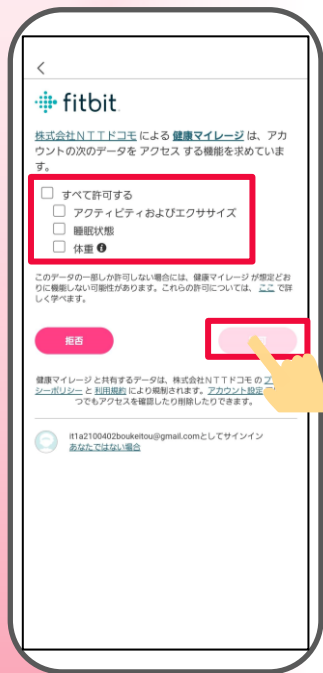 fitbit
株式会社NTTドコモ による 健康マイレージ は、アカ
ウントの次のデータを アクセス する機能を求めていま
す。
すべて許可する
アクティビティおよびエクササイズ
睡眠状態
体重
このデータの一部しか許可しない場合には、健康マイレージ が想定どお
りに機能しない可能性があります。これらの許可については、 ここ で詳
しく学べます。
拒否
健康マイレージ と共有するデータは、株式会社NTTドコモ の プ
シーポリシー と 利用規約 により規制されます。アカウント設定
つでもアクセスを確認したり削除したりできます。
it1a2100402boukeitou@gmail.comとしてサインイン
あなたではない場合